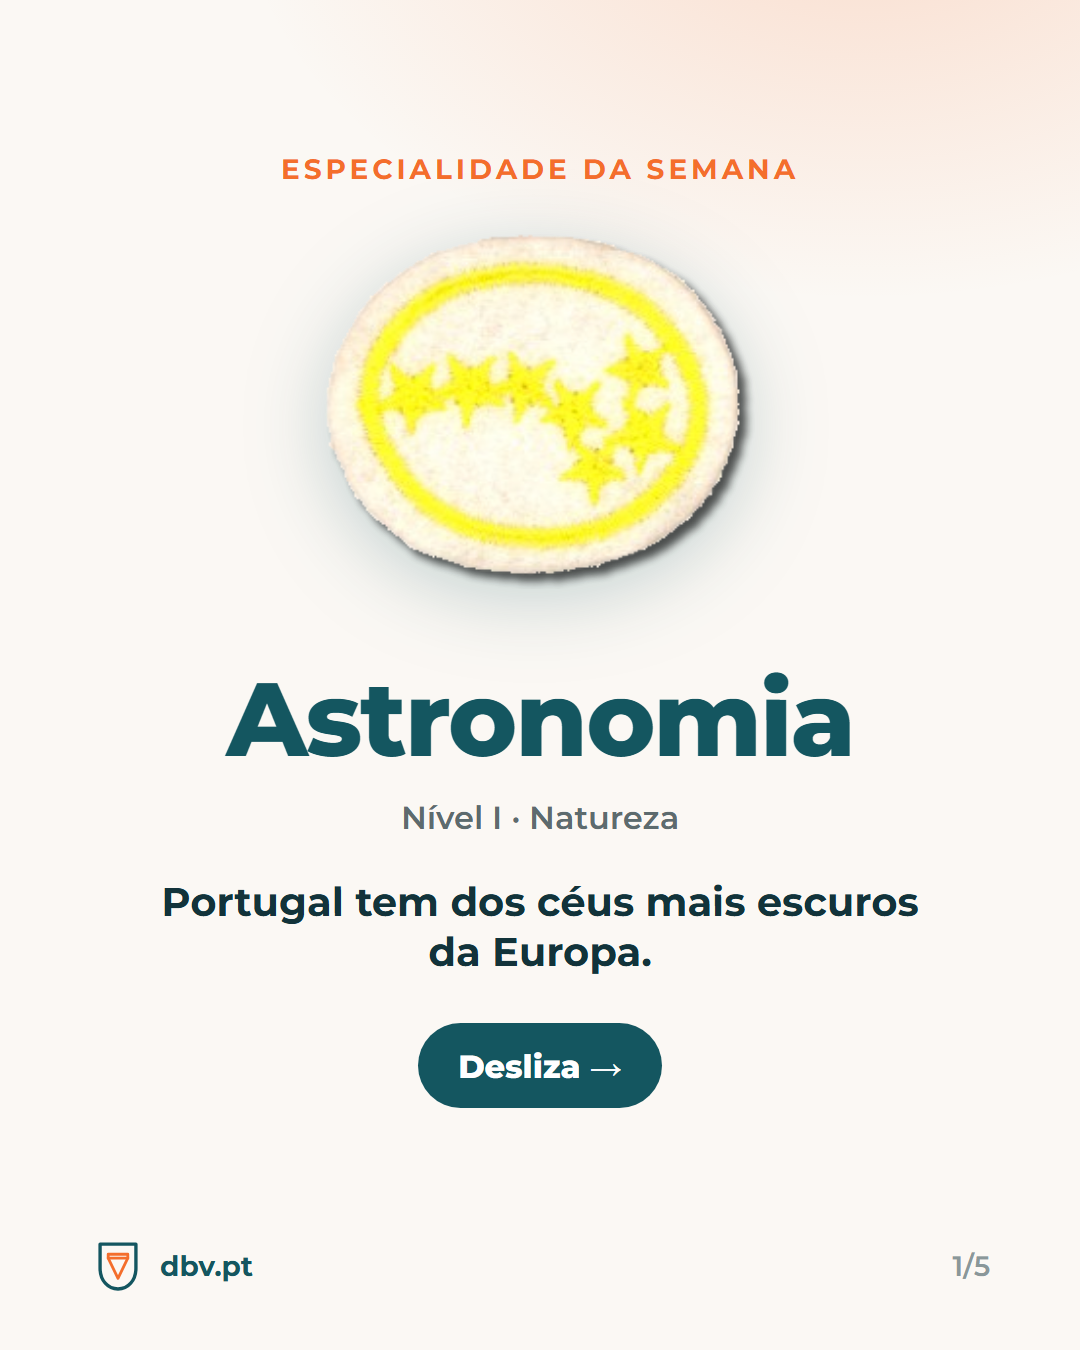 ESPECIALIDADE DA SEMANA
Astronomia
Nível I · Natureza
Portugal tem dos céus mais escuros
da Europa.
Desliza →
dbv.pt
1/5